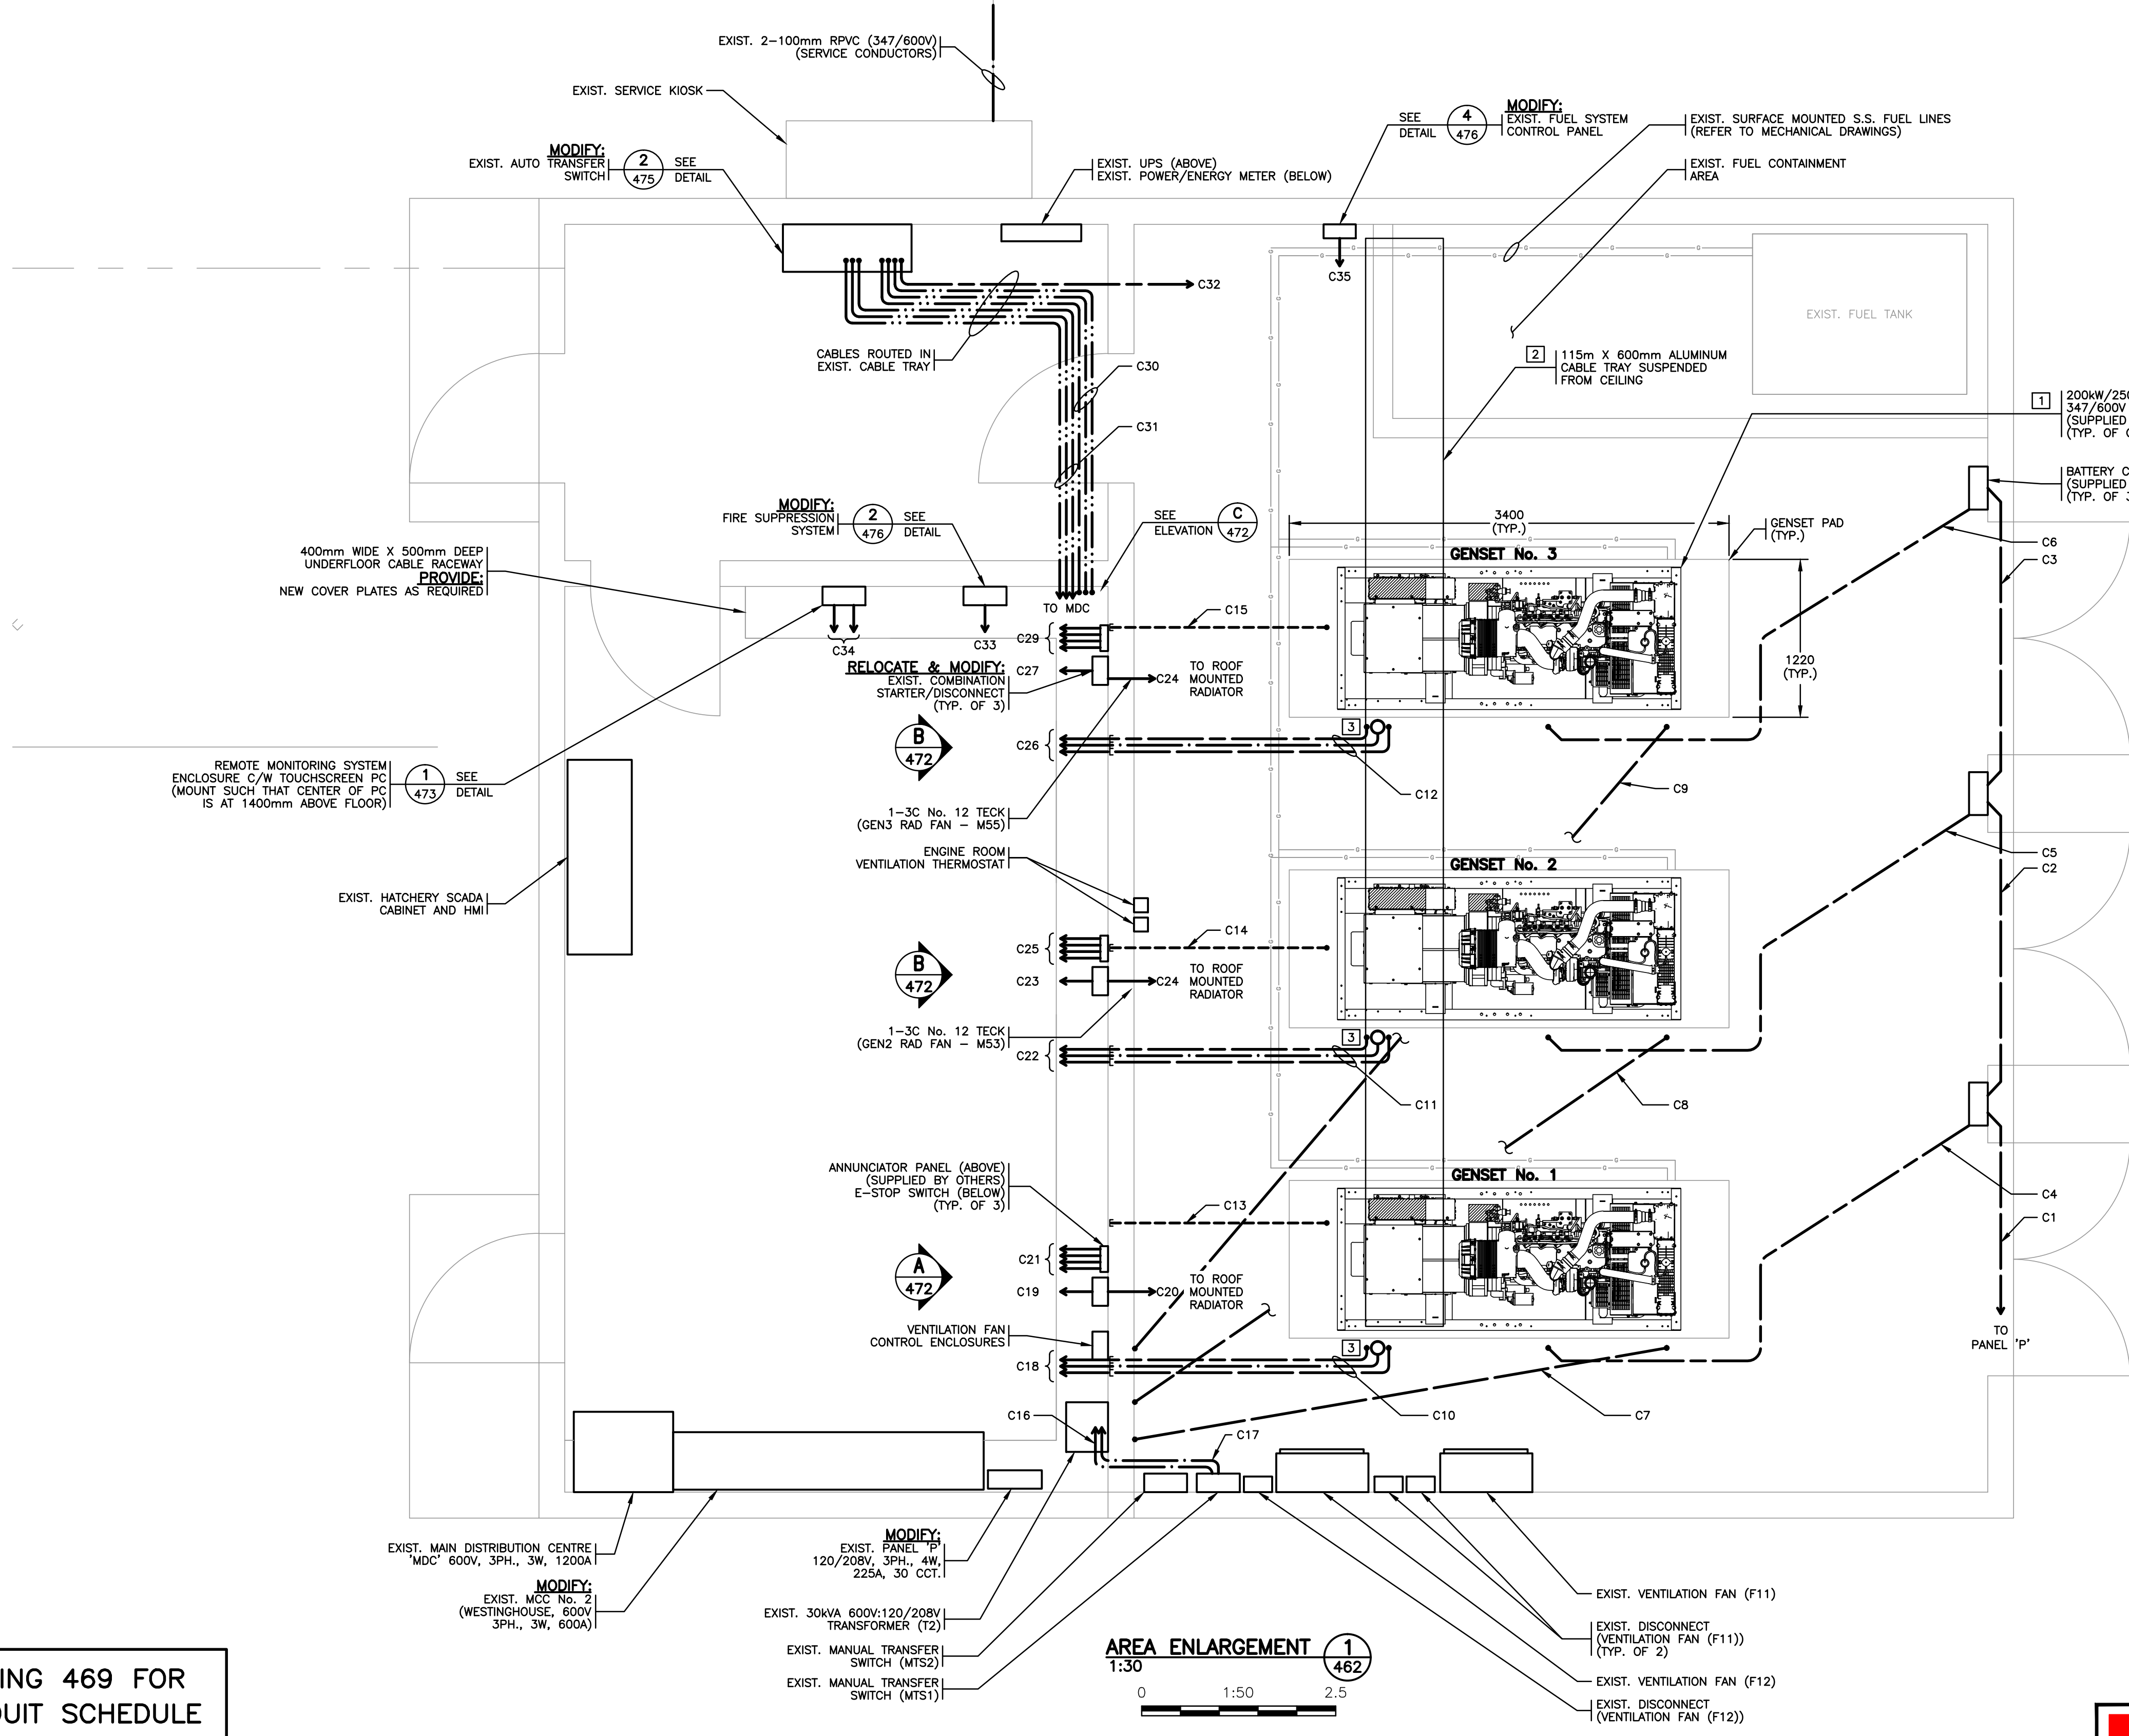 EXIST. 2-100mm RPVC (347/600V)
(SERVICE CONDUCTORS)
EXIST. SERVICE KIOSK
MODIFY:
EXIST. AUTO TRANSFER
SWITCH
2
475
SEE
DETAIL
EXIST. UPS (ABOVE)
EXIST. POWER/ENERGY METER (BELOW)
SEE
DETAIL
4
476
MODIFY:
EXIST. FUEL SYSTEM
CONTROL PANEL
EXIST. SURFACE MOUNTED S.S. FUEL LINES
(REFER TO MECHANICAL DRAWINGS)
EXIST. FUEL CONTAINMENT
AREA
C35
C32
EXIST. FUEL TANK
CABLES ROUTED IN
EXIST. CABLE TRAY
C30
C31
2
115m X 600mm ALUMINUM
CABLE TRAY SUSPENDED
FROM CEILING
1
347/600V
(SUPPLIED
(TYP. OF
(SUPPLIED
(TYP. OF
MODIFY:
FIRE SUPPRESSION
SYSTEM
2
476
SEE
DETAIL
SEE
ELEVATION
C
472
3400
(TYP.)
GENSET PAD
(TYP.)
GENSET No. 3
C6
C3
400mm WIDE X 500mm DEEP
UNDERFLOOR CABLE RACEWAY
PROVIDE:
NEW COVER PLATES AS REQUIRED
TO MDC
C15
C34
C33
C29
RELOCATE & MODIFY:
EXIST. COMBINATION
STARTER/DISCONNECT
(TYP. OF 3)
C27
C24
TO ROOF
MOUNTED
RADIATOR
1220
(TYP.)
B
472
C26
3
C12
C9
REMOTE MONITORING SYSTEM
ENCLOSURE C/W TOUCHSCREEN PC
(MOUNT SUCH THAT CENTER OF PC
IS AT 1400mm ABOVE FLOOR)
1
473
SEE
DETAIL
1-3C No. 12 TECK
(GEN3 RAD FAN - M55)
ENGINE ROOM
VENTILATION THERMOSTAT
GENSET No. 2
C5
C2
EXIST. HATCHERY SCADA
CABINET AND HMI
C25
C14
B
472
C23
C24
TO ROOF
MOUNTED
RADIATOR
1-3C No. 12 TECK
(GEN2 RAD FAN - M53)
C22
3
C11
C8
ANNUNCIATOR PANEL (ABOVE)
(SUPPLIED BY OTHERS)
E-STOP SWITCH (BELOW)
(TYP. OF 3)
GENSET No. 1
C13
C4
C1
C21
A
472
C19
C20
TO ROOF
MOUNTED
RADIATOR
VENTILATION FAN
CONTROL ENCLOSURES
C18
3
TO
PANEL 'P'
C16
C17
C10
C7
EXIST. MAIN DISTRIBUTION CENTRE
'MDC' 600V, 3PH., 3W, 1200A
MODIFY:
EXIST. MCC No. 2
(WESTINGHOUSE, 600V
3PH., 3W, 600A)
MODIFY:
EXIST. PANEL 'P'
120/208V, 3PH., 4W,
225A, 30 CCT.
EXIST. 30kVA 600V:120/208V
TRANSFORMER (T2)
EXIST. MANUAL TRANSFER
SWITCH (MTS2)
EXIST. MANUAL TRANSFER
SWITCH (MTS1)
EXIST. VENTILATION FAN (F11)
EXIST. DISCONNECT
(VENTILATION FAN (F11))
(TYP. OF 2)
EXIST. VENTILATION FAN (F12)
EXIST. DISCONNECT
(VENTILATION FAN (F12))
AREA ENLARGEMENT
1:30
1
462
0 1:50 2.5
ING 469 FOR
UIT SCHEDULE